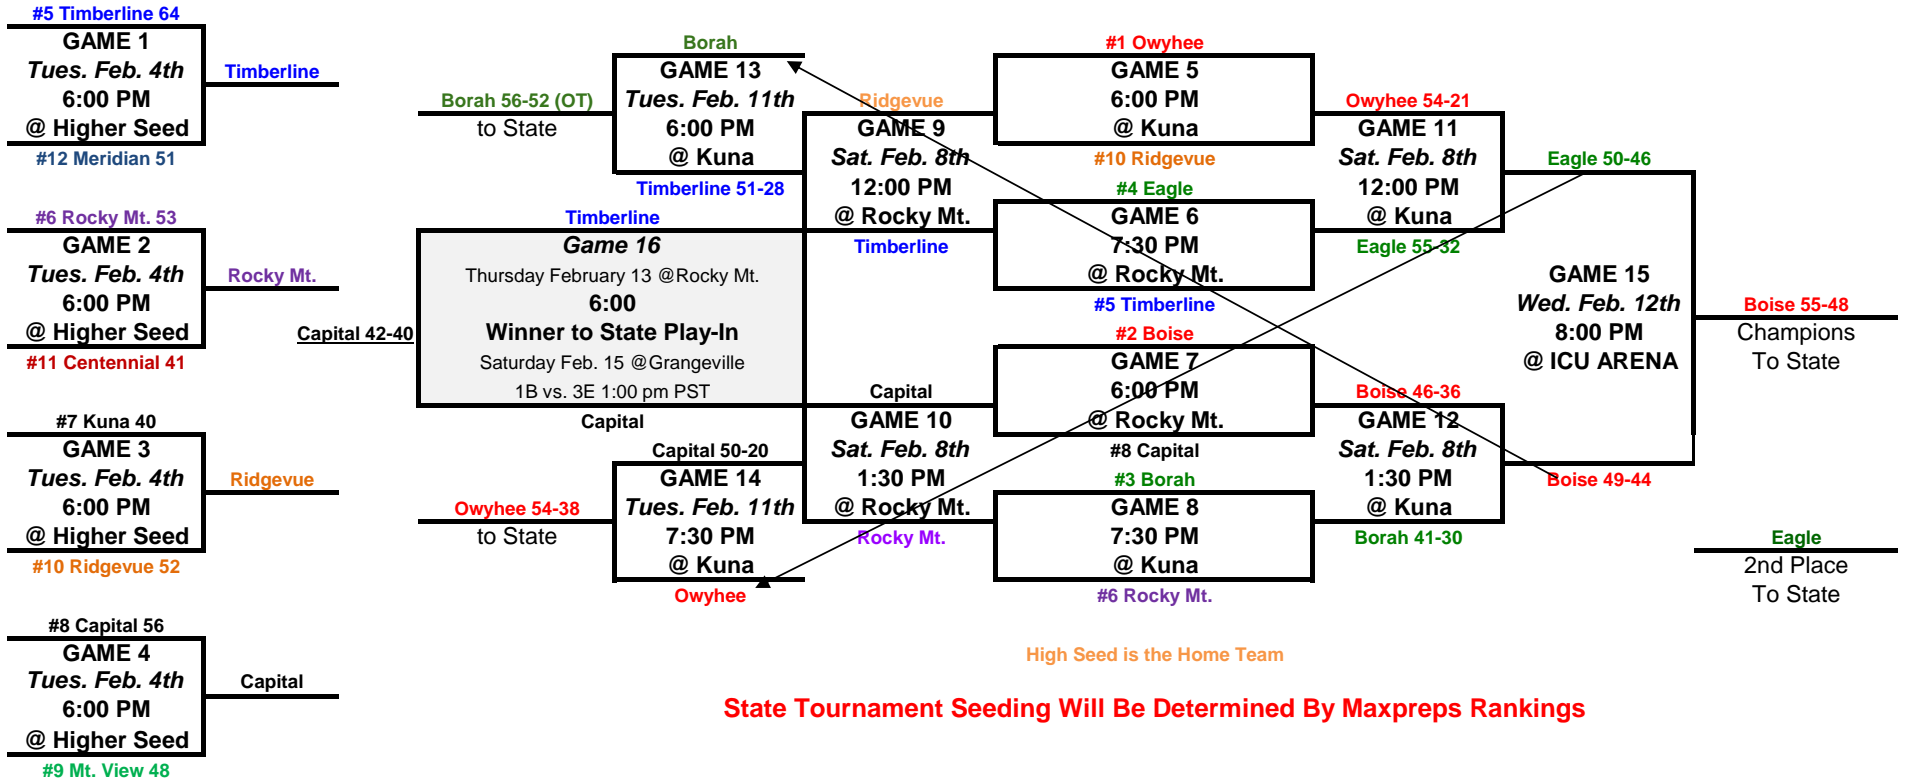 #5 Timberline 64
GAME 1
Tues. Feb. 4th
6:00 PM
@ Higher Seed
#12 Meridian 51
Timberline
#6 Rocky Mt. 53
GAME 2
Tues. Feb. 4th
6:00 PM
@ Higher Seed
#11 Centennial 41
Rocky Mt.
#7 Kuna 40
GAME 3
Tues. Feb. 4th
6:00 PM
@ Higher Seed
#10 Ridgevue 52
Ridgevue
#8 Capital 56
GAME 4
Tues. Feb. 4th
6:00 PM
@ Higher Seed
#9 Mt. View 48
Capital
Borah
GAME 13
Tues. Feb. 11th
6:00 PM
@ Kuna
Timberline 51-28
Borah 56-52 (OT)
to State
Timberline
Game 16
Thursday February 13 @Rocky Mt.
6:00
Winner to State Play-In
Saturday Feb. 15 @Grangeville
1B vs. 3E 1:00 pm PST
Capital
Capital 42-40
Capital 50-20
GAME 14
Tues. Feb. 11th
7:30 PM
@ Kuna
Owyhee
Owyhee 54-38
to State
Ridgevue
GAME 9
Sat. Feb. 8th
12:00 PM
@ Rocky Mt.
Timberline
Capital
GAME 10
Sat. Feb. 8th
1:30 PM
@ Rocky Mt.
Rocky Mt.
#1 Owyhee
GAME 5
6:00 PM
@ Kuna
#10 Ridgevue
#4 Eagle
GAME 6
7:30 PM
@ Rocky Mt.
#5 Timberline
#2 Boise
GAME 7
6:00 PM
@ Rocky Mt.
#8 Capital
#3 Borah
GAME 8
7:30 PM
@ Kuna
#6 Rocky Mt.
Owyhee 54-21
GAME 11
Sat. Feb. 8th
12:00 PM
@ Kuna
Eagle 55-32
Boise 46-36
GAME 12
Sat. Feb. 8th
1:30 PM
@ Kuna
Borah 41-30
Eagle 50-46
GAME 15
Wed. Feb. 12th
8:00 PM
@ ICU ARENA
Boise 49-44
Boise 55-48
Champions
To State
Eagle
2nd Place
To State
High Seed is the Home Team
State Tournament Seeding Will Be Determined By Maxpreps Rankings